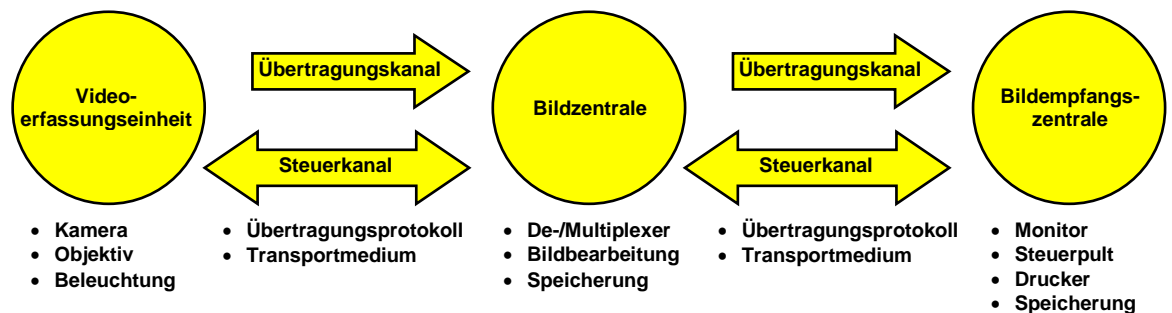 Video-
erfassungseinheit
Übertragungskanal
Steuerkanal
Bildzentrale
Übertragungskanal
Steuerkanal
Bildempfangs-
zentrale
• Kamera
• Objektiv
• Beleuchtung
• Übertragungsprotokoll
• Transportmedium
• De-/Multiplexer
• Bildbearbeitung
• Speicherung
• Übertragungsprotokoll
• Transportmedium
• Monitor
• Steuerpult
• Drucker
• Speicherung